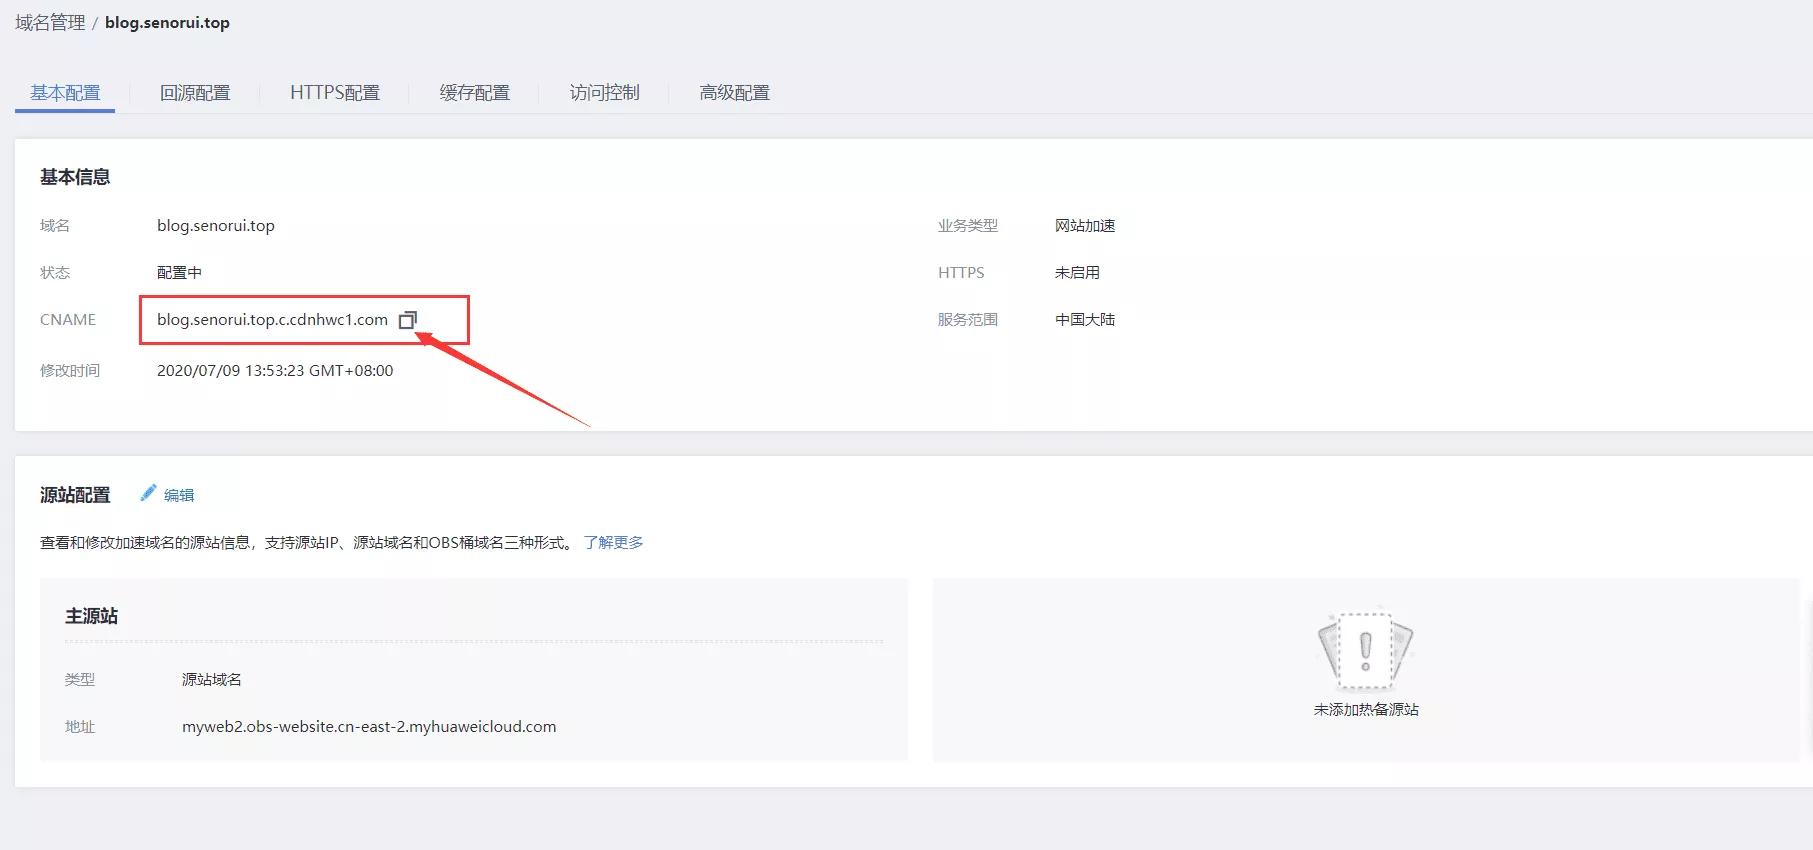 域名管理 / blog.senorui.top
基本配置 回源配置 HTTPS配置 缓存配置 访问控制 高级配置
基本信息
域名 blog.senorui.top 业务类型 网站加速
状态 配置中 HTTPS 未启用
CNAME blog.senorui.top.c.cdnhwc1.com 服务范围 中国大陆
修改时间 2020/07/09 13:53:23 GMT+08:00
源站配置 编辑
查看和修改加速域名的源站信息，支持源站IP、源站域名和OBS桶域名三种形式。 了解更多
主源站
类型 源站域名
地址 myweb2.obs-website.cn-east-2.myhuaweicloud.com
未添加热备源站